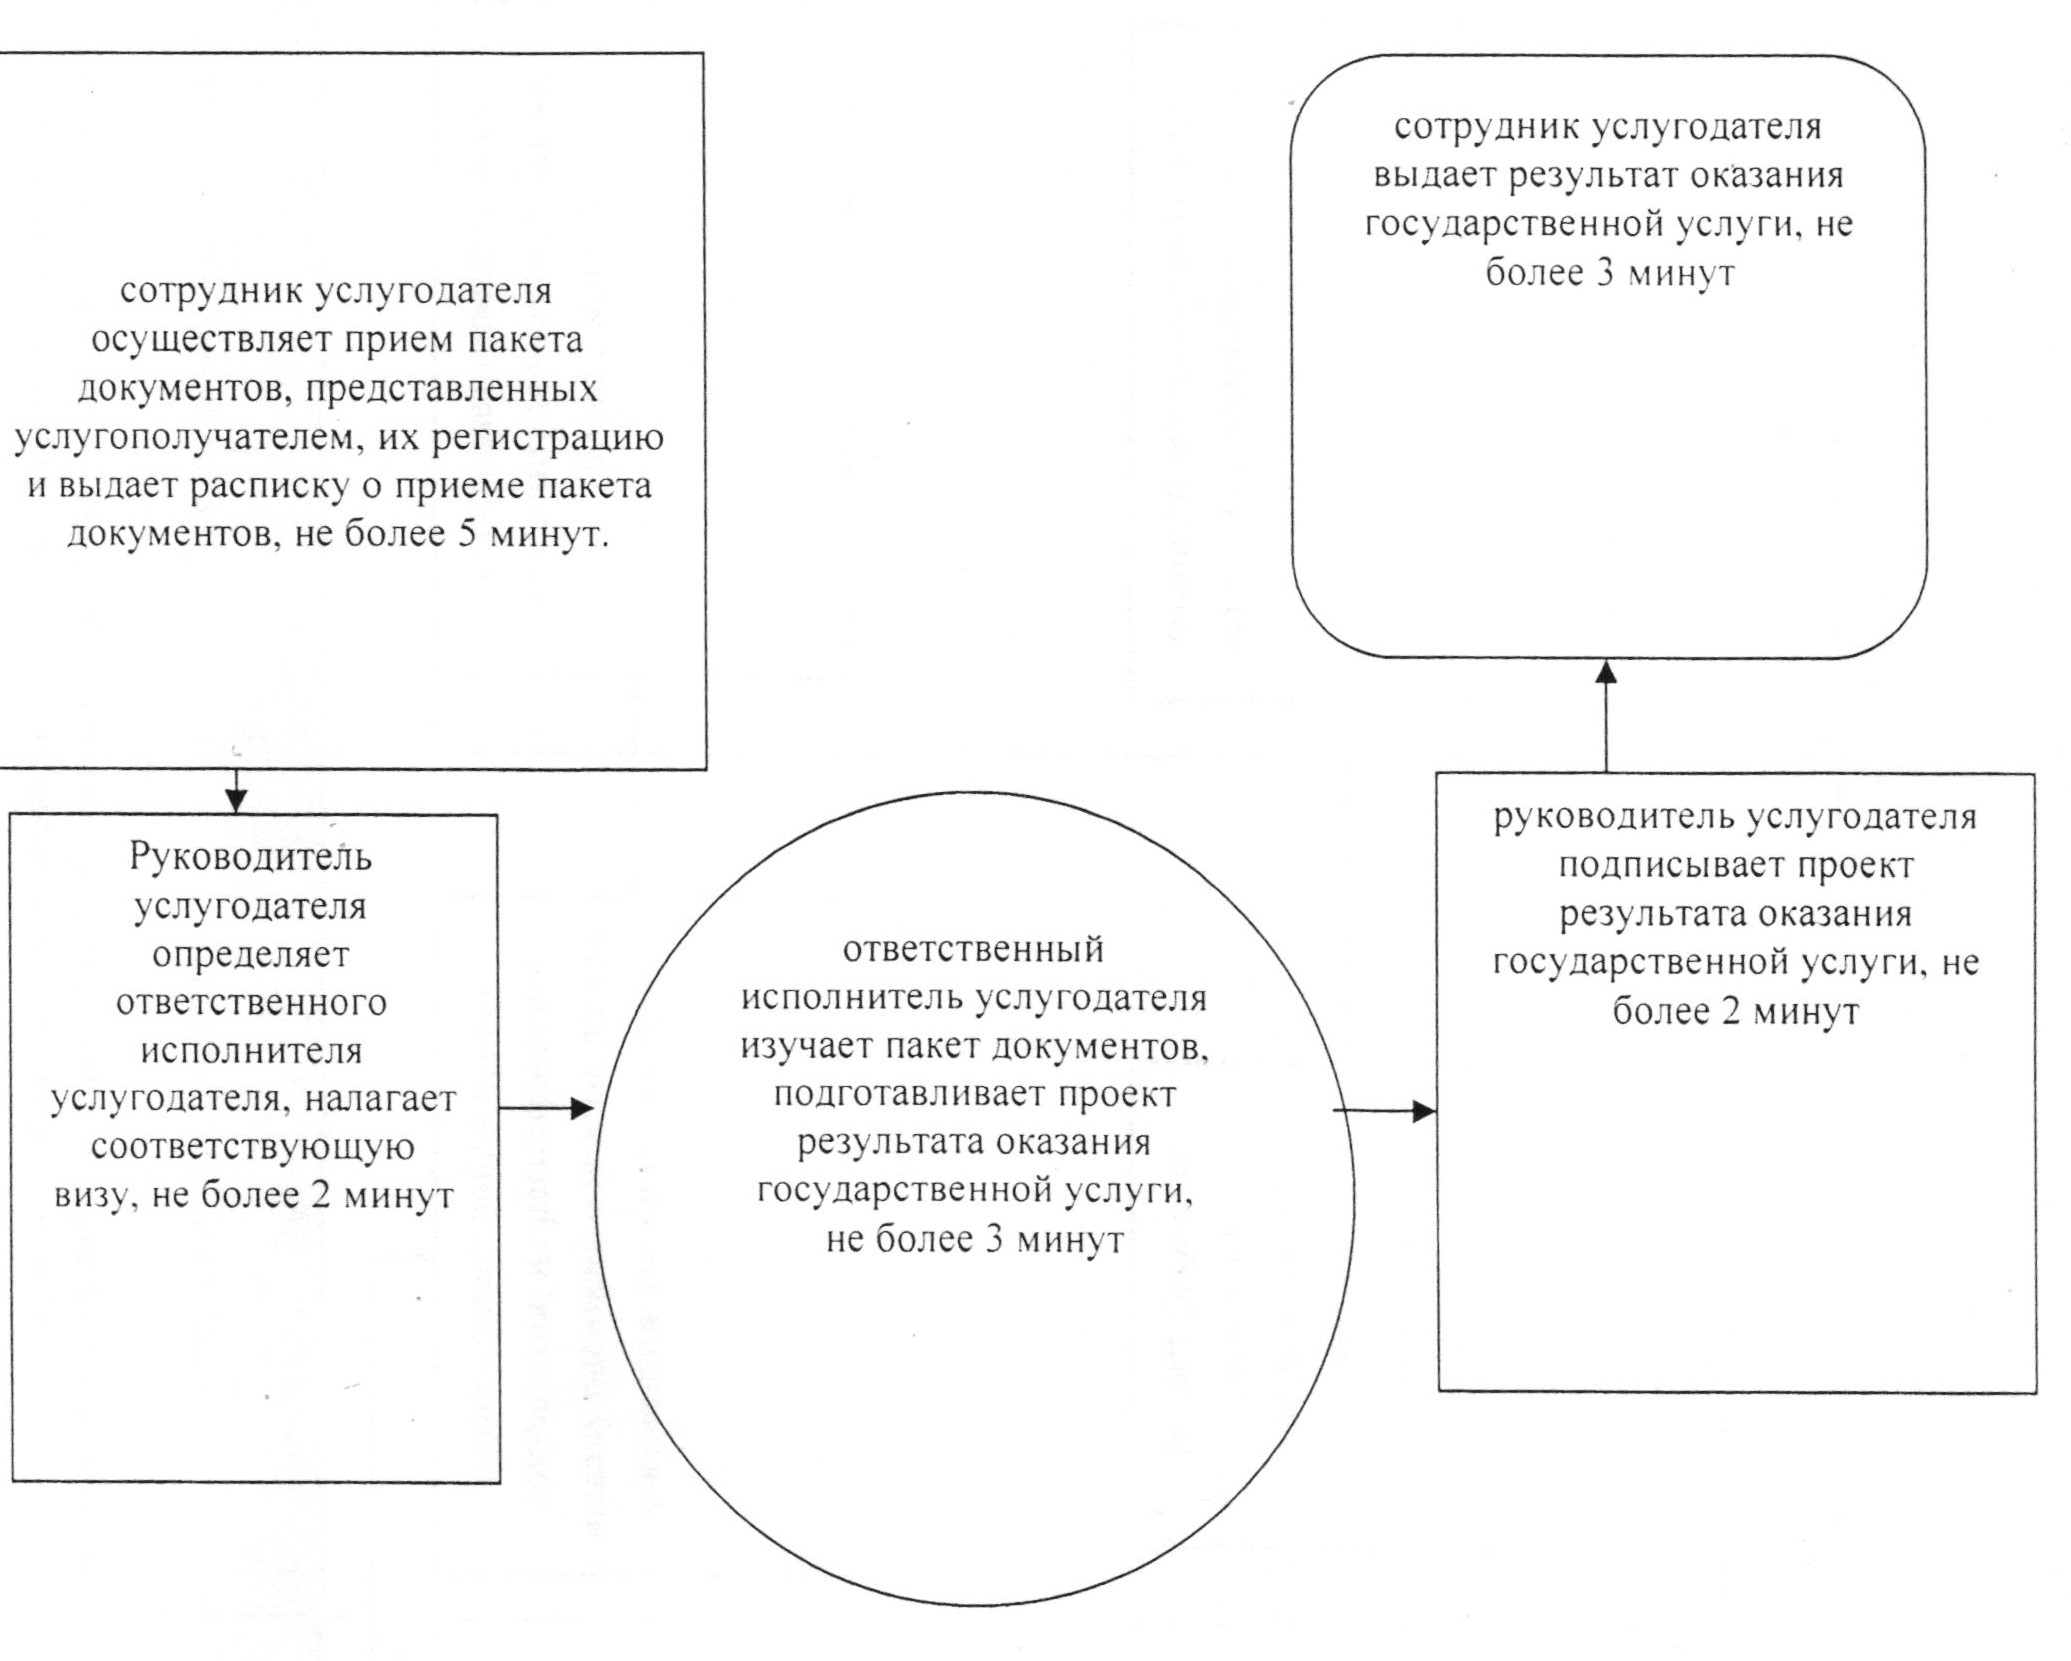 сотрудник услугодателя
осуществляет прием пакета
документов, представленных
услугополучателем, их регистрацию
и выдает расписку о приеме пакета
документов, не более 5 минут.
Руководитель
услугодателя
определяет
ответственного
исполнителя
услугодателя, налагает
соответствующую
визу, не более 2 минут
ответственный
исполнитель услугодателя
изучает пакет документов,
подготавливает проект
результата оказания
государственной услуги,
не более 3 минут
руководитель услугодателя
подписывает проект
результата оказания
государственной услуги, не
более 2 минут
сотрудник услугодателя
выдает результат оказания
государственной услуги, не
более 3 минут